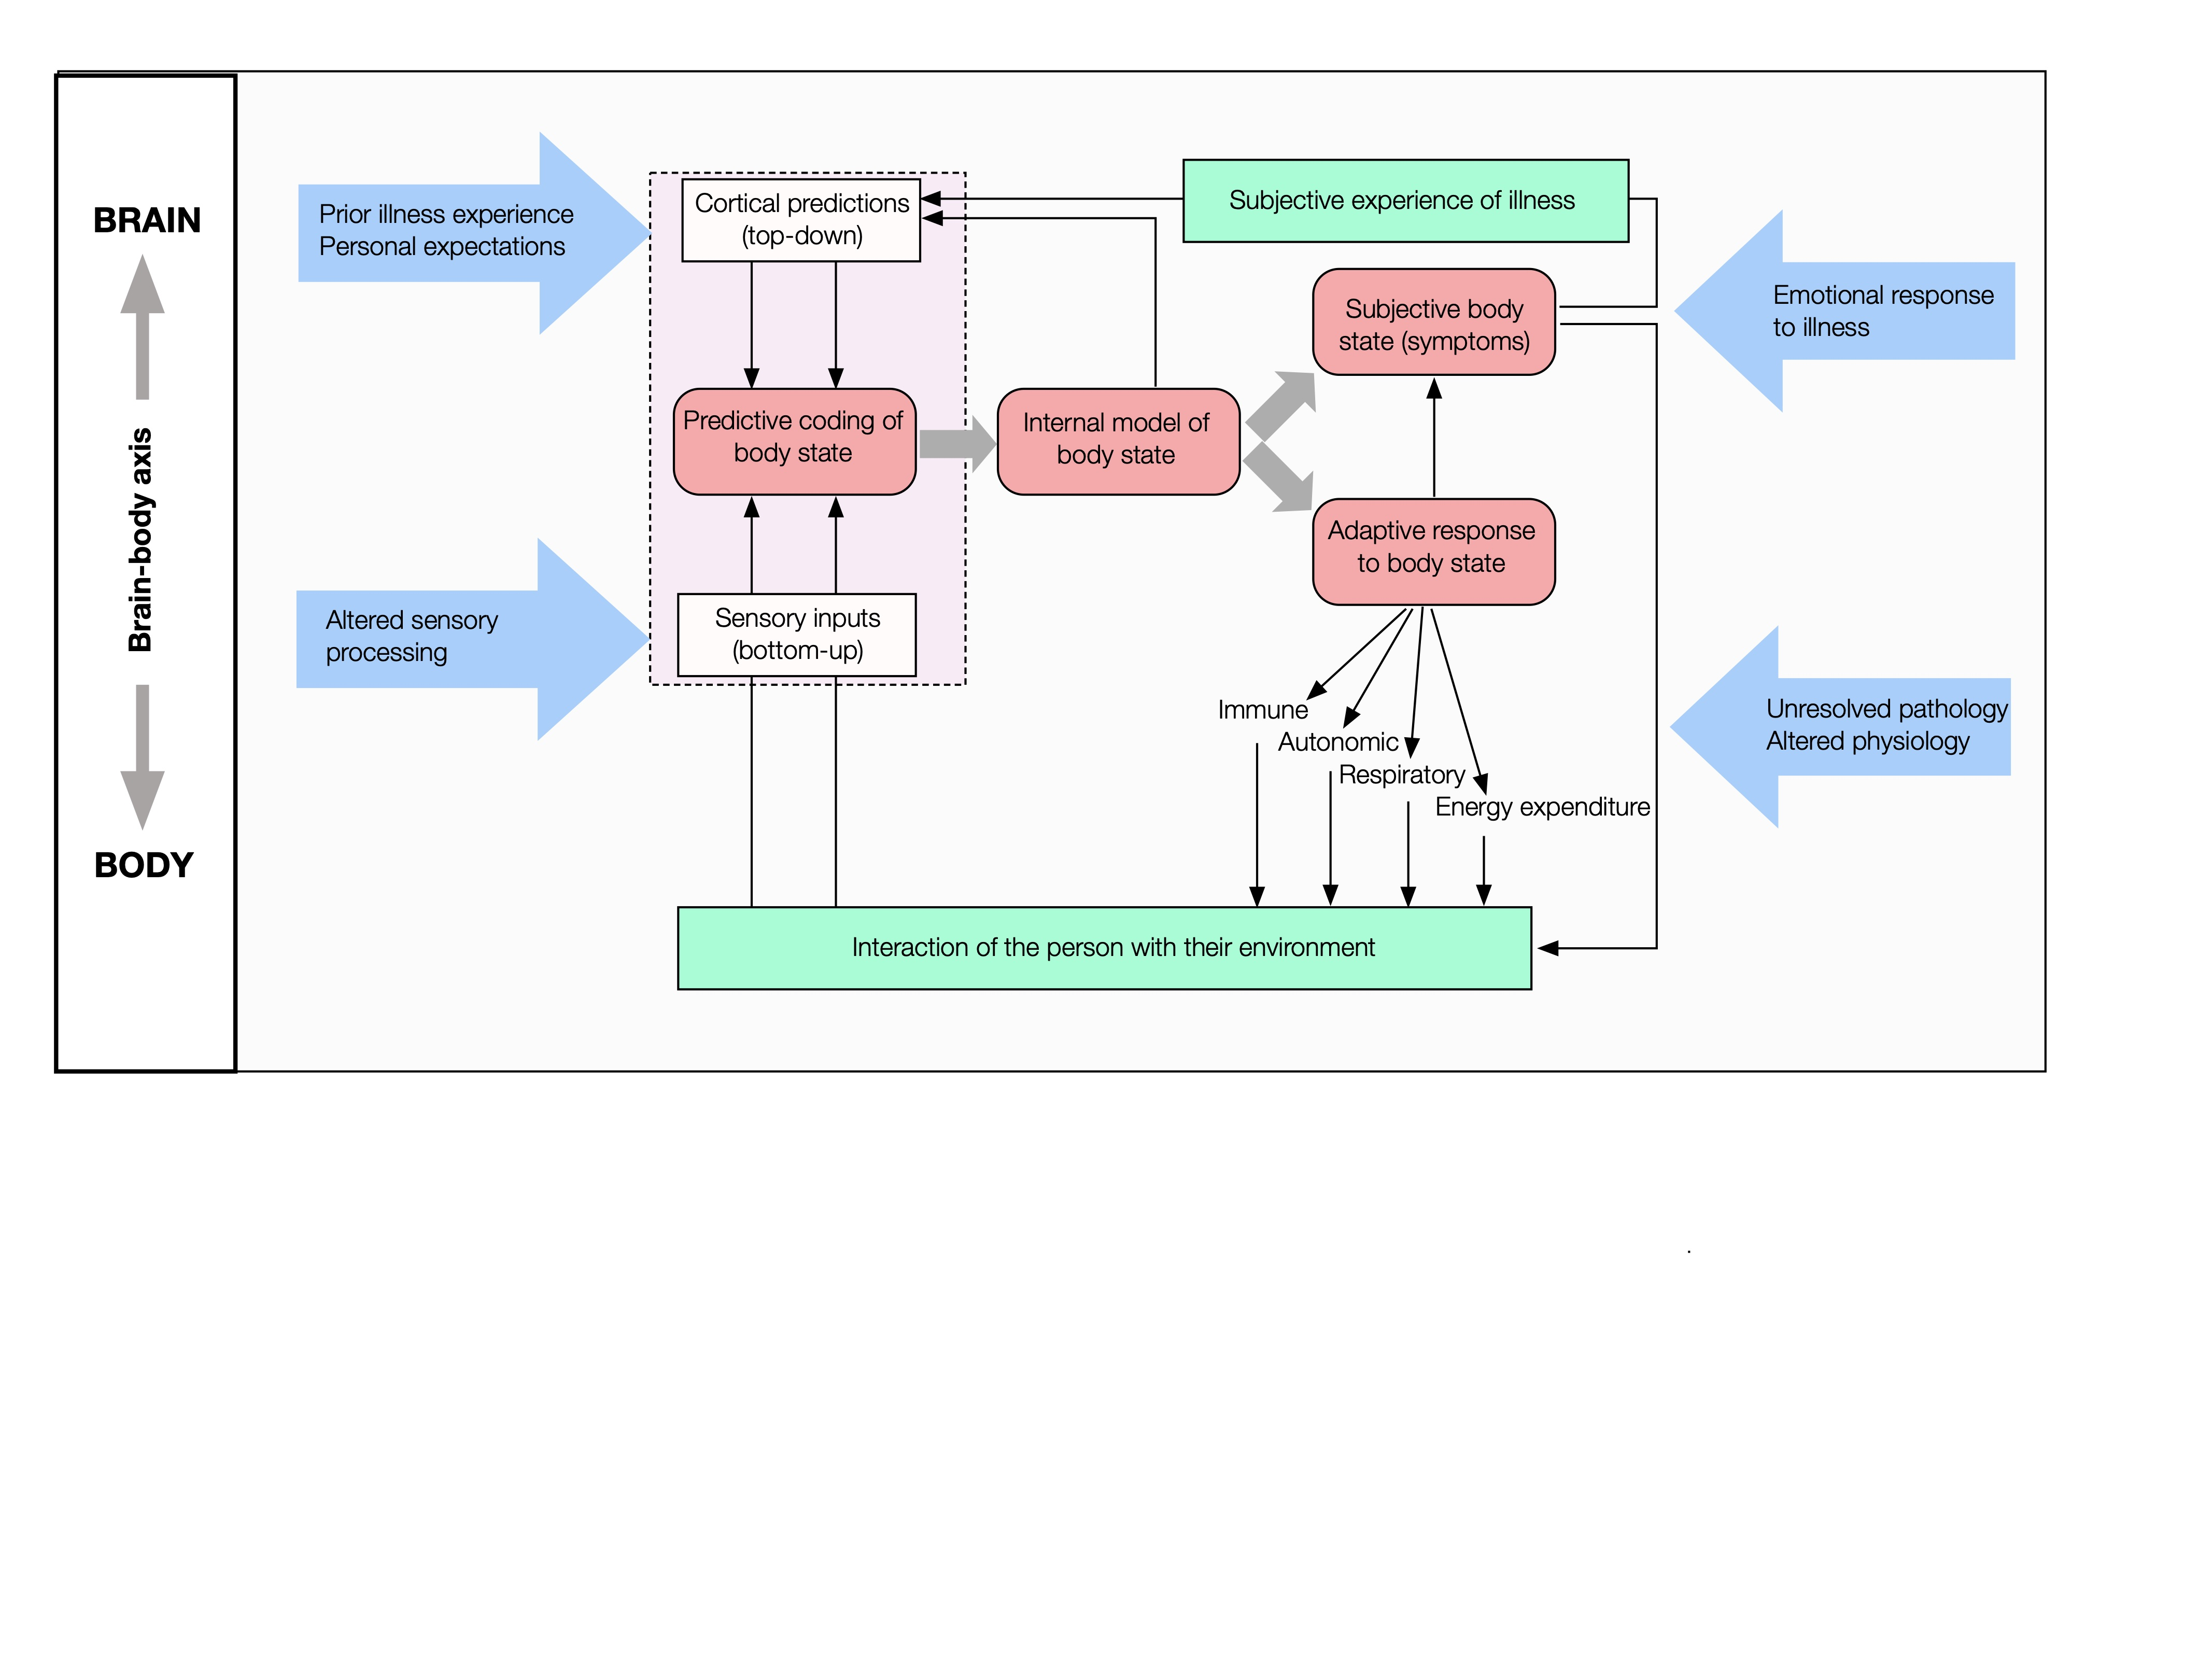 BRAIN
Brain-body axis
BODY
Prior illness experience
Personal expectations
Altered sensory
processing
Cortical predictions
(top-down)
Predictive coding of
body state
Sensory inputs
(bottom-up)
Internal model of
body state
Subjective experience of illness
Subjective body
state (symptoms)
Adaptive response
to body state
Immune
Autonomic
Respiratory
Energy expenditure
Interaction of the person with their environment
Emotional response
to illness
Unresolved pathology
Altered physiology